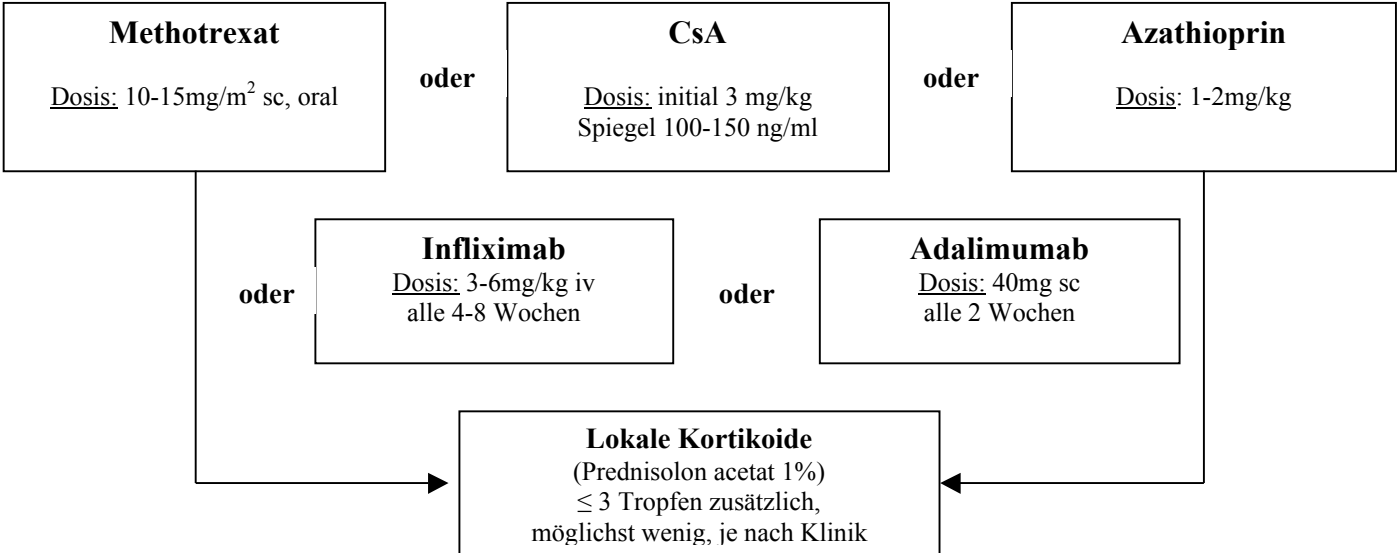 Methotrexat
Dosis: 10-15mg/m² sc, oral
oder
CsA
Dosis: initial 3 mg/kg
Spiegel 100-150 ng/ml
oder
Azathioprin
Dosis: 1-2mg/kg
oder
Infliximab
Dosis: 3-6mg/kg iv
alle 4-8 Wochen
oder
Adalimumab
Dosis: 40mg sc
alle 2 Wochen
Lokale Kortikoide
(Prednisolon acetat 1%)
≤ 3 Tropfen zusätzlich,
möglichst wenig, je nach Klinik